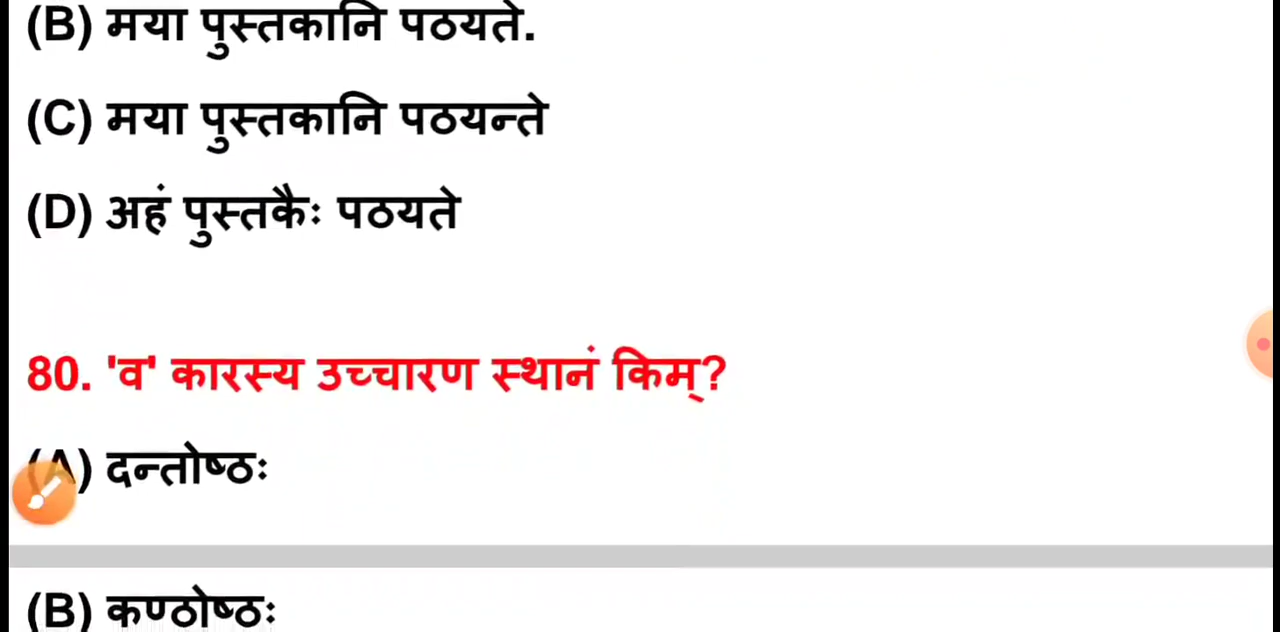 (B) मया पुस्तकानि पठयते.
(C) मया पुस्तकानि पठयन्ते
(D) अहं पुस्तकैः पठयते
80. 'व' कारस्य उच्चारण स्थानं किम्?
(A) दन्तोष्ठः
(B) कण्ठोष्ठः